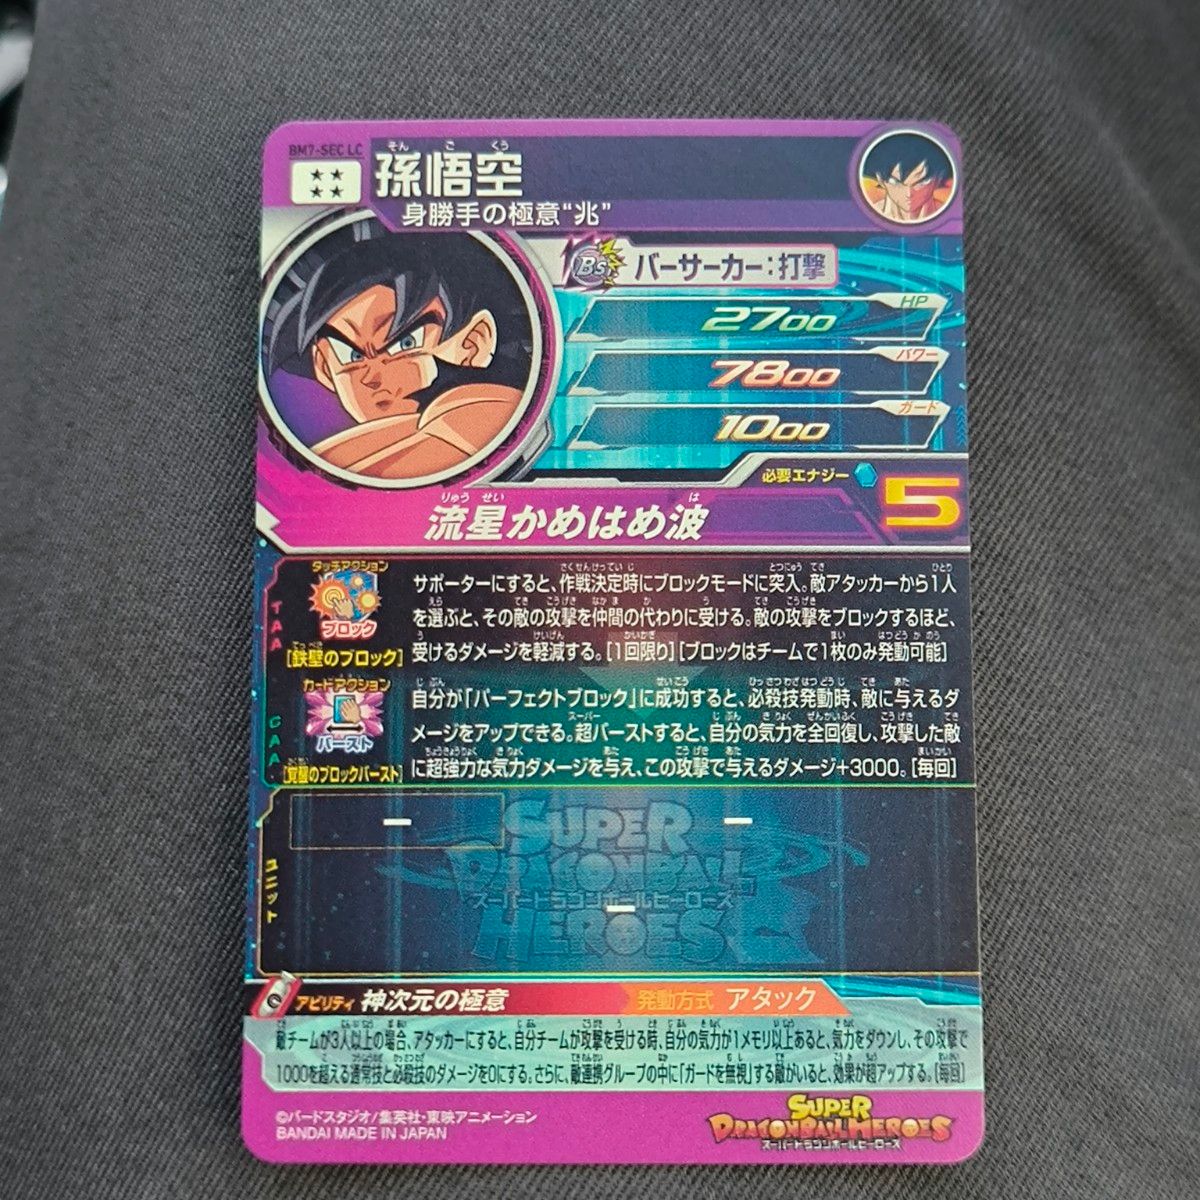 BM7-SEC LC
そん ご くう
孫悟空
身勝手の極意“兆”
Bs バーサーカー:打撃
HP
2700
パワー
7800
ガード
1000
必要エナジー 5
りゅう せい は
流星かめはめ波
TAA
タッチアクション
ブロック
[鉄壁のブロック]
サポーターにすると、作戦決定時にブロックモードに突入。敵アタッカーから1人
を選ぶと、その敵の攻撃を仲間の代わりに受ける。敵の攻撃をブロックするほど、
受けるダメージを軽減する。[1回限り][ブロックはチームで1枚のみ発動可能]
CAA
カードアクション
バースト
[覚醒のブロックバースト]
自分が「パーフェクトブロック」に成功すると、必殺技発動時、敵に与えるダ
メージをアップできる。超バーストすると、自分の気力を全回復し、攻撃した敵
に超強力な気力ダメージを与え、この攻撃で与えるダメージ+3000。[毎回]
ユニット
ー ー
ー
SUPER
DRAGONBALL
スーパードラゴンボールヒーローズ
HEROES
アビリティ 神次元の極意 発動方式 アタック
敵チームが3人以上の場合、アタッカーにすると、自分チームが攻撃を受ける時、自分の気力が1メモリ以上あると、気力をダウンし、その攻撃で
1000を超える通常技と必殺技のダメージを0にする。さらに、敵連携グループの中に「ガードを無視」する敵がいると、効果が超アップする。[毎回]
©バードスタジオ/集英社・東映アニメーション
BANDAI MADE IN JAPAN
SUPER
DRAGONBALL HEROES
スーパードラゴンボールヒーローズ